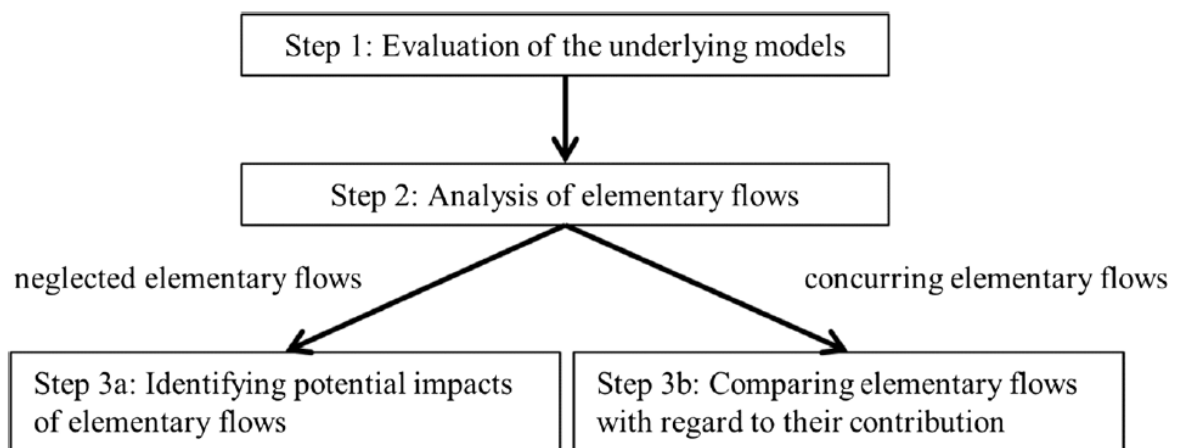 Step 1: Evaluation of the underlying models
Step 2: Analysis of elementary flows
neglected elementary flows
concurring elementary flows
Step 3a: Identifying potential impacts
of elementary flows
Step 3b: Comparing elementary flows
with regard to their contribution